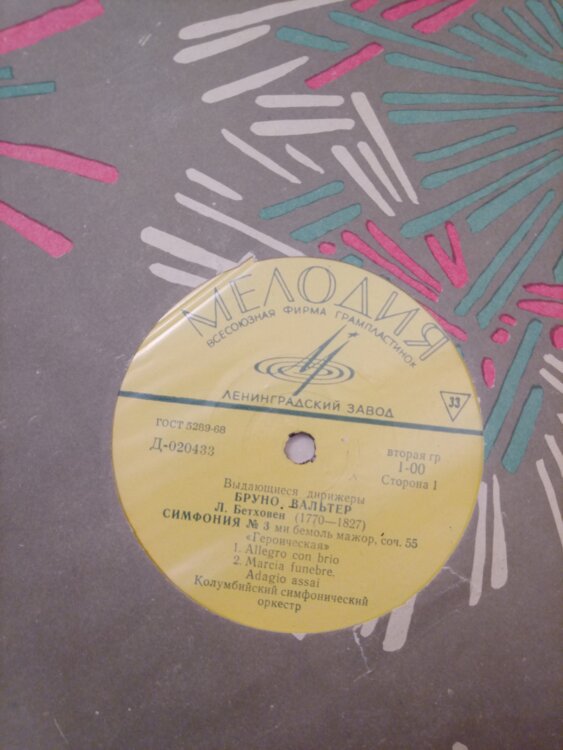 МЕЛОДИЯ
ВСЕСОЮЗНАЯ ФИРМА ГРАМПЛАСТИНОК
ЛЕНИНГРАДСКИЙ ЗАВОД
33
ГОСТ 5289-68
Д-020433
вторая гр
1-00
Сторона 1
Выдающиеся дирижеры
БРУНО ВАЛЬТЕР
Л. Бетховен (1770—1827)
СИМФОНИЯ № 3 ми бемоль мажор, соч. 55
«Героическая»
1. Allegro con brio
2. Marcia funebre.
Adagio assai
Колумбийский симфонический
оркестр